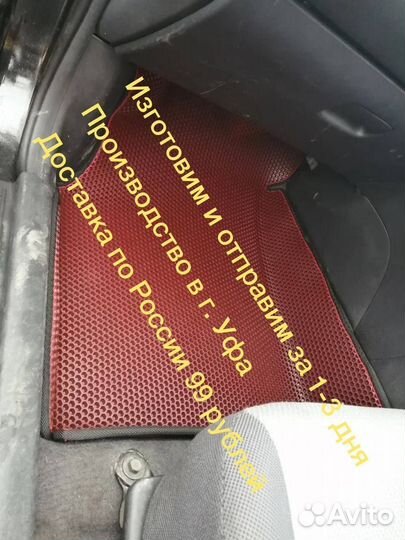 Изготовим и отправим за 1-3 дня
Производство в г. Уфа
Доставка по России 99 рублей
Avito